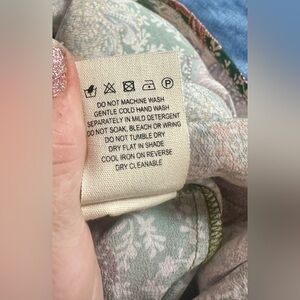 P
DO NOT MACHINE WASH
GENTLE COLD HAND WASH
SEPARATELY IN MILD DETERGENT
DO NOT SOAK, BLEACH OR WRING
DO NOT TUMBLE DRY
DRY FLAT IN SHADE
COOL IRON ON REVERSE
DRY CLEANABLE